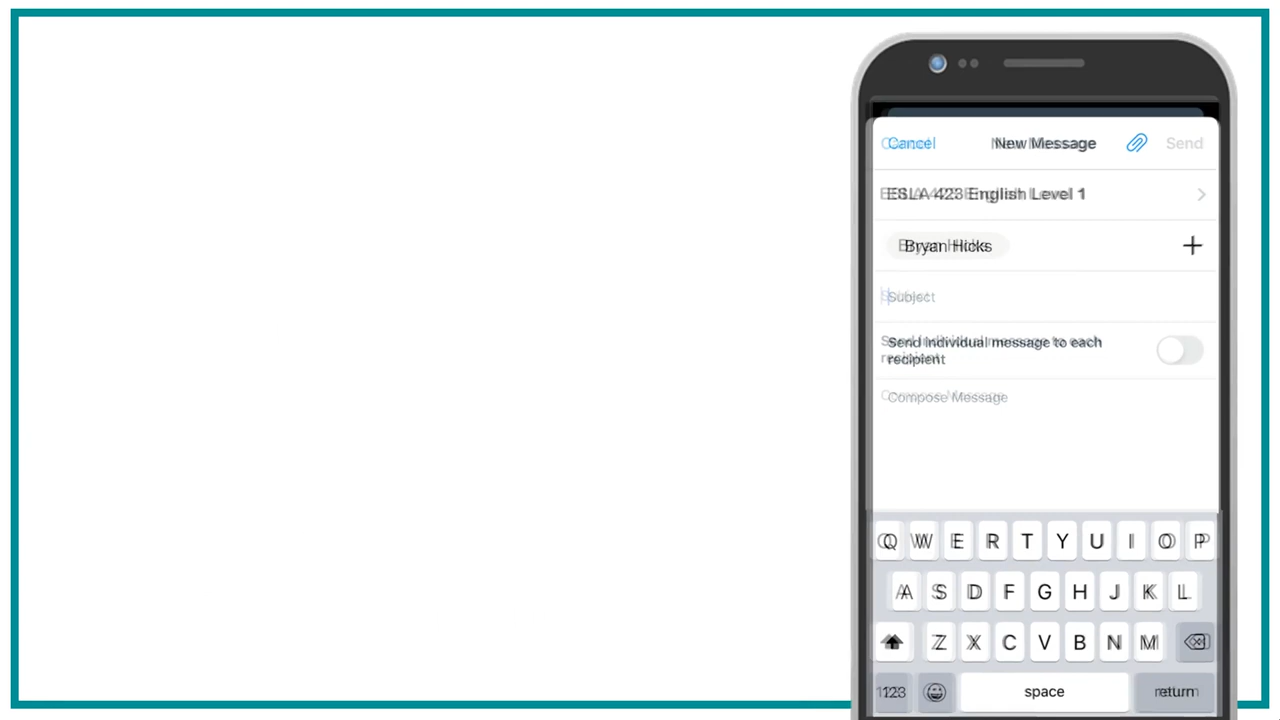 Cancel New Message Send
ESLA 423 English Level 1
Bryan Hicks
Subject
Send individual message to each
recipient
Compose Message
Q W E R T Y U I O P
A S D F G H J K L
Z X C V B N M
123 space return